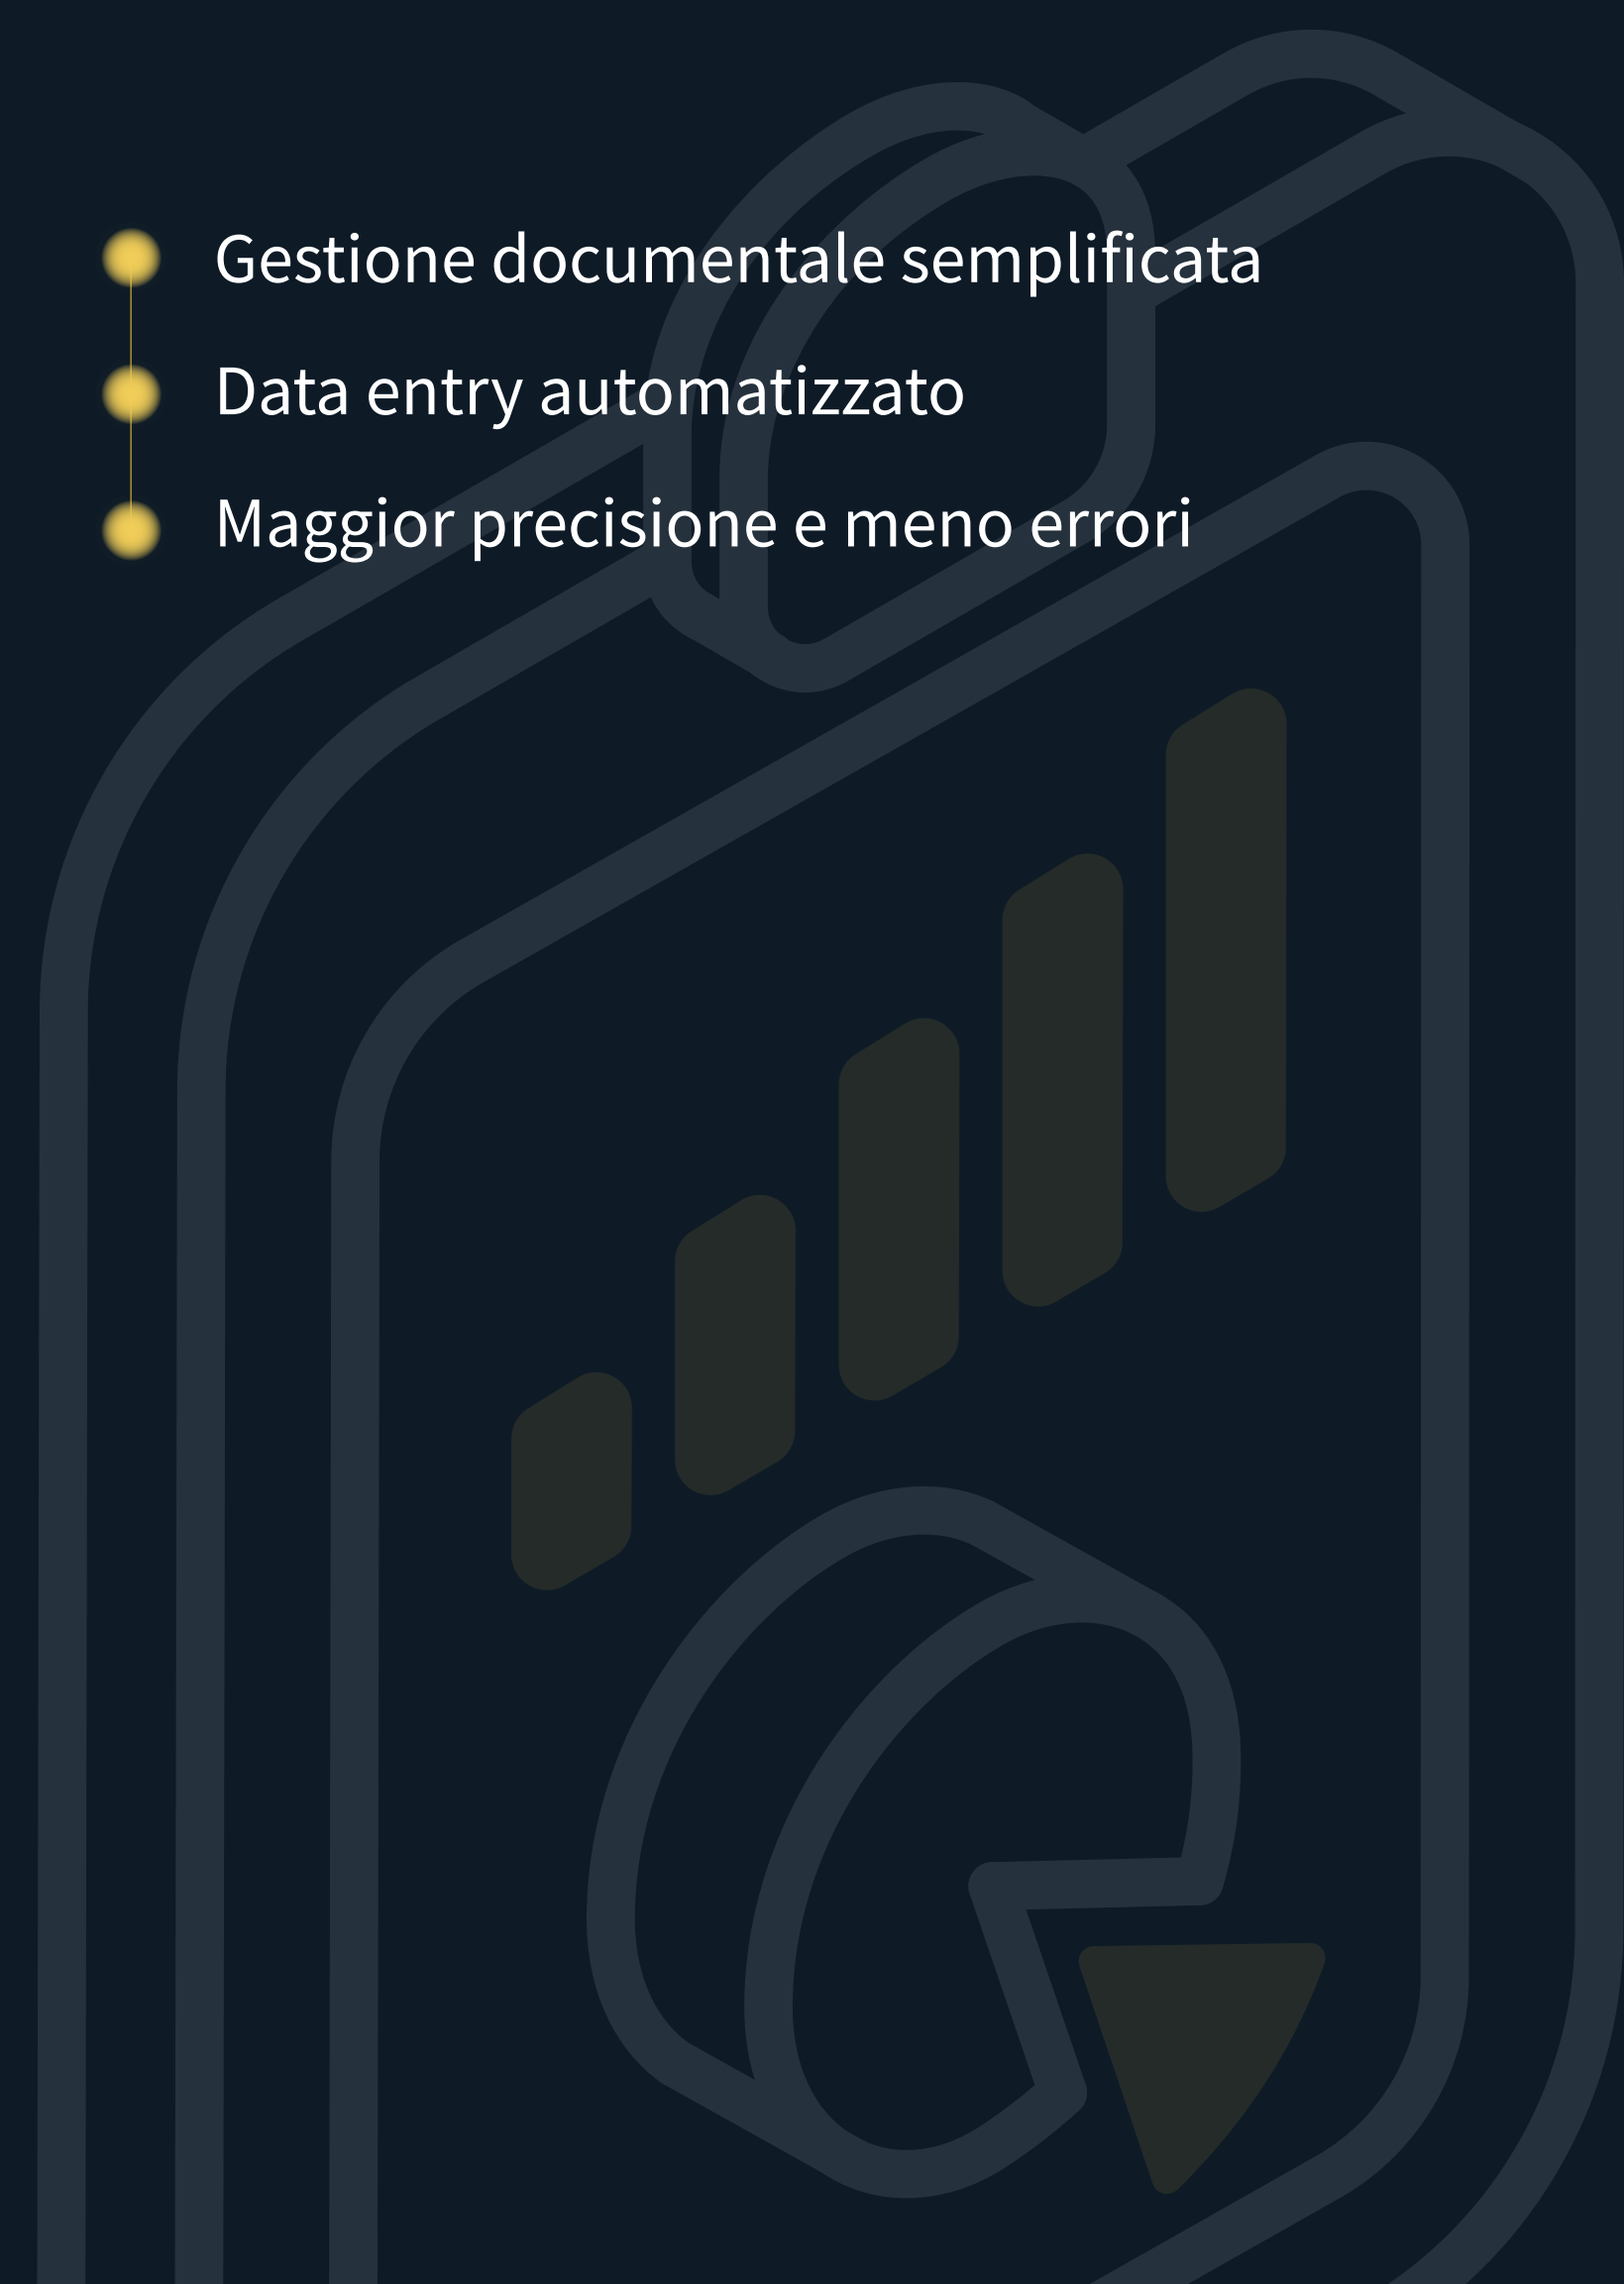 Gestione documentale semplificata
Data entry automatizzato
Maggior precisione e meno errori